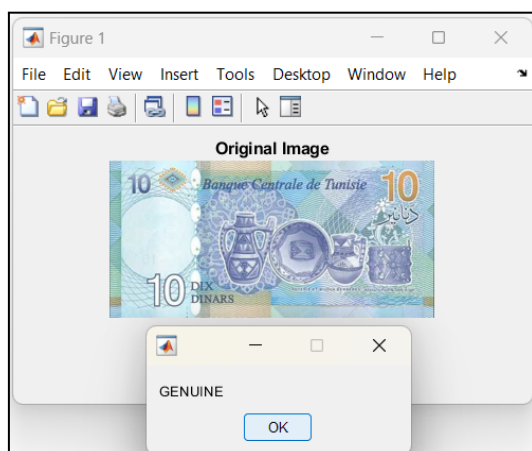 Figure 1
File Edit View Insert Tools Desktop Window Help
Original Image
10 Banque Centrale de Tunisie 10
دنانير
10 DIX
DINARS
GENUINE
OK